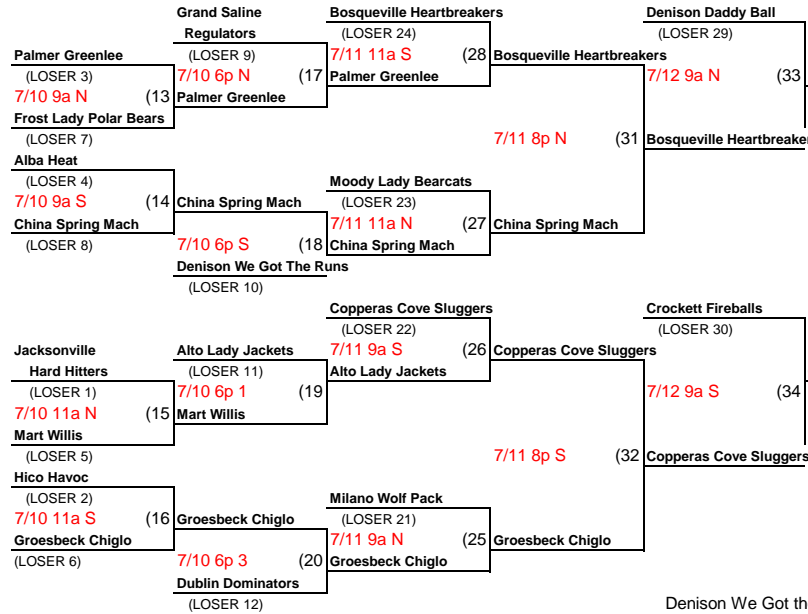 Grand Saline
Bosqueville Heartbreakers
Denison Daddy Ball
Regulators
(LOSER 24)
(LOSER 29)
Palmer Greenlee
(LOSER 9)
7/11 11a S (28 Bosqueville Heartbreakers
(LOSER 3)
7/10 6p N (17 Palmer Greenlee
7/12 9a N (33
7/10 9a N (13 Palmer Greenlee
Frost Lady Polar Bears
(LOSER 7)
7/11 8p N (31 Bosqueville Heartbreake
Alba Heat
(LOSER 4)
Moody Lady Bearcats
7/10 9a S (14 China Spring Mach
(LOSER 23)
China Spring Mach
7/11 11a N (27 China Spring Mach
(LOSER 8)
7/10 6p S (18 China Spring Mach
Denison We Got The Runs
(LOSER 10)
Copperas Cove Sluggers
Crockett Fireballs
(LOSER 22)
(LOSER 30)
Jacksonville
Alto Lady Jackets
7/11 9a S (26 Copperas Cove Sluggers
Hard Hitters
(LOSER 11)
Alto Lady Jackets
(LOSER 1)
7/10 6p 1 (19
7/12 9a S (34
7/10 11a N (15 Mart Willis
Mart Willis
(LOSER 5)
7/11 8p S (32 Copperas Cove Sluggers
Hico Havoc
(LOSER 2)
Milano Wolf Pack
7/10 11a S (16 Groesbeck Chiglo
(LOSER 21)
Groesbeck Chiglo
7/11 9a N (25 Groesbeck Chiglo
(LOSER 6)
7/10 6p 3 (20 Groesbeck Chiglo
Dublin Dominators
(LOSER 12)
Denison We Got th